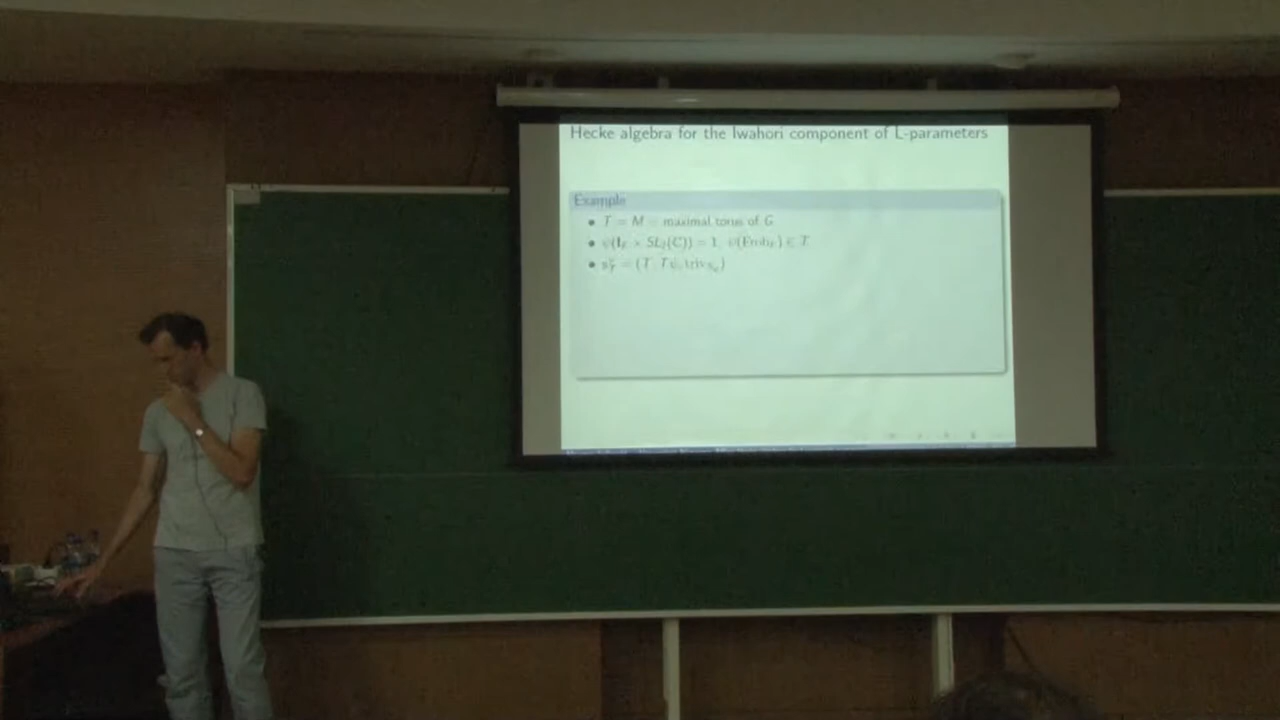 Hecke algebra for the Iwahori component of L-parameters
Example
• T = M = maximal torus of G
• (I_F × SL_2(C)) = 1, (Frob_F) ∈ T